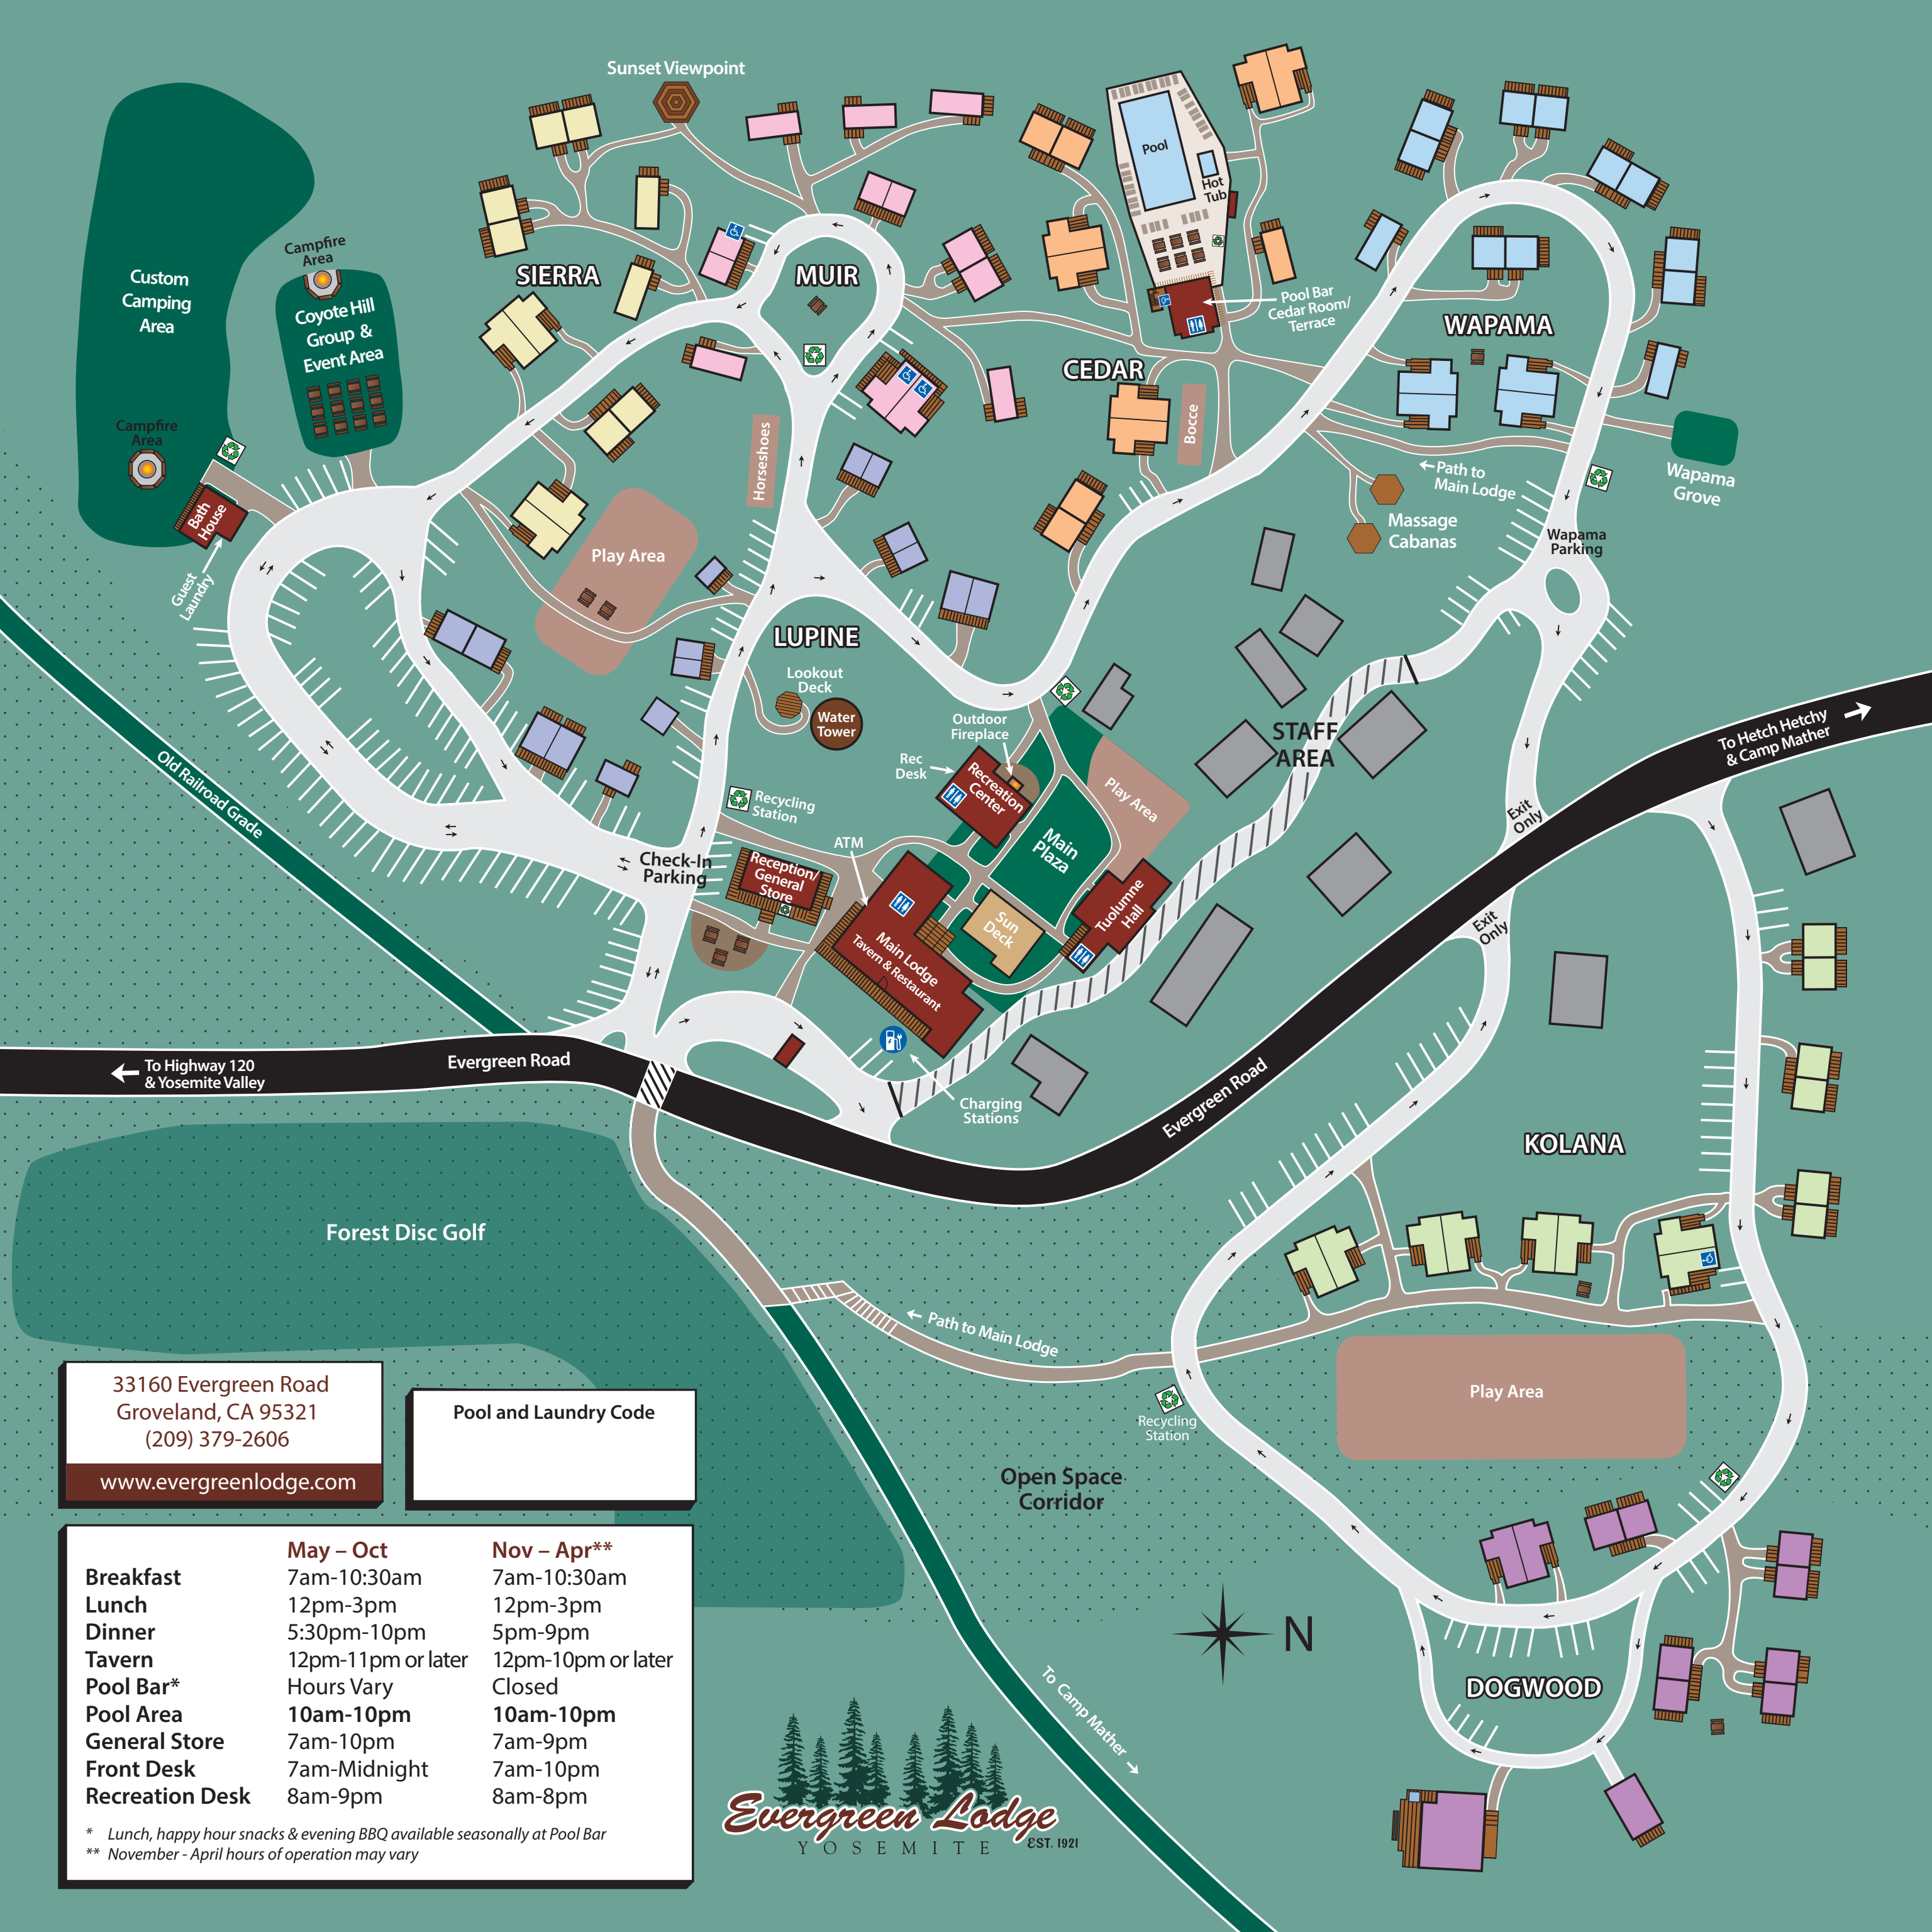 Sunset Viewpoint
Custom
Camping
Area
Campfire
Area
Coyote Hill
Group &
Event Area
Campfire
Area
Bath
House
Guest
Laundry
SIERRA
MUIR
Horseshoes
Play Area
Pool
Hot
Tub
Pool Bar
Cedar Room/
Terrace
CEDAR
Bocce
WAPAMA
Path to
Main Lodge
Massage
Cabanas
Wapama
Grove
Wapama
Parking
LUPINE
Lookout
Deck
Water
Tower
Outdoor
Fireplace
Rec
Desk
Recreation
Center
Play Area
Main
Plaza
STAFF
AREA
Recycling
Station
ATM
Check-In
Parking
Reception/
General
Store
Sun
Deck
Tuolumne
Hall
Main Lodge
Tavern & Restaurant
Charging
Stations
Old Railroad Grade
To Hetch Hetchy
& Camp Mather
Exit
Only
Exit
Only
To Highway 120
& Yosemite Valley
Evergreen Road
Evergreen Road
KOLANA
Forest Disc Golf
Path to Main Lodge
Play Area
Recycling
Station
Open Space
Corridor
DOGWOOD
N
To Camp Mather
33160 Evergreen Road
Groveland, CA 95321
(209) 379-2606
www.evergreenlodge.com
Pool and Laundry Code
May – Oct Nov – Apr**
Breakfast 7am-10:30am 7am-10:30am
Lunch 12pm-3pm 12pm-3pm
Dinner 5:30pm-10pm 5pm-9pm
Tavern 12pm-11pm or later 12pm-10pm or later
Pool Bar* Hours Vary Closed
Pool Area 10am-10pm 10am-10pm
General Store 7am-10pm 7am-9pm
Front Desk 7am-Midnight 7am-10pm
Recreation Desk 8am-9pm 8am-8pm
* Lunch, happy hour snacks & evening BBQ available seasonally at Pool Bar
** November - April hours of operation may vary
Evergreen Lodge
YOSEMITE
EST. 1921